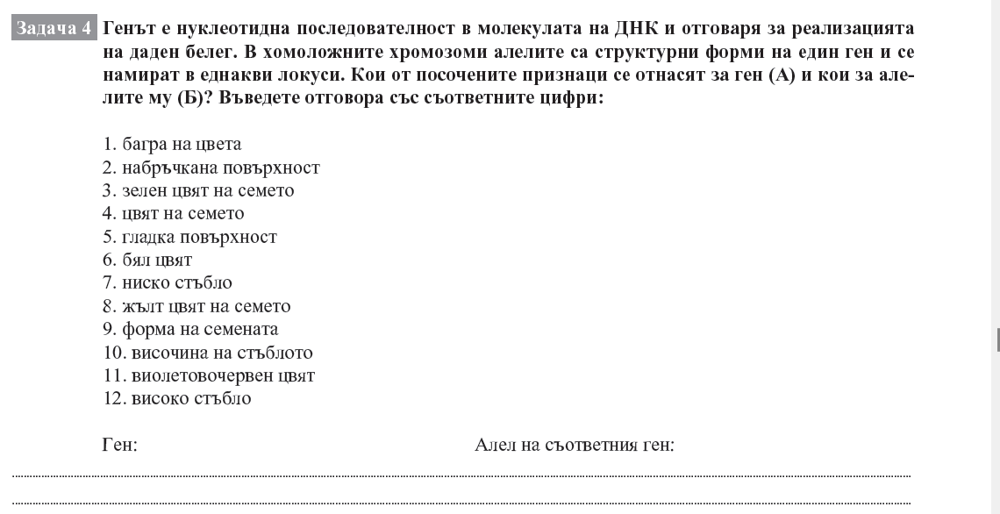 Задача 4 Генът е нуклеотидна последователност в молекулата на ДНК и отговаря за реализацията
на даден белег. В хомоложните хромозоми алелите са структурни форми на един ген и се
намират в еднакви локуси. Кои от посочените признаци се отнасят за ген (А) и кои за але-
лите му (Б)? Въведете отговора със съответните цифри:
1. багра на цвета
2. набръчкана повърхност
3. зелен цвят на семето
4. цвят на семето
5. гладка повърхност
6. бял цвят
7. ниско стъбло
8. жълт цвят на семето
9. форма на семената
10. височина на стъблото
11. виолетовочервен цвят
12. високо стъбло
Ген: Алел на съответния ген: